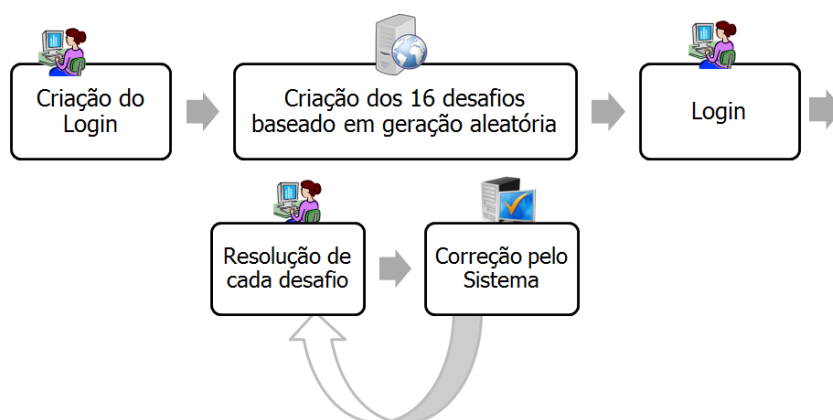 Criação do
Login
Criação dos 16 desafios
baseado em geração aleatória
Login
Resolução de
cada desafio
Correção pelo
Sistema